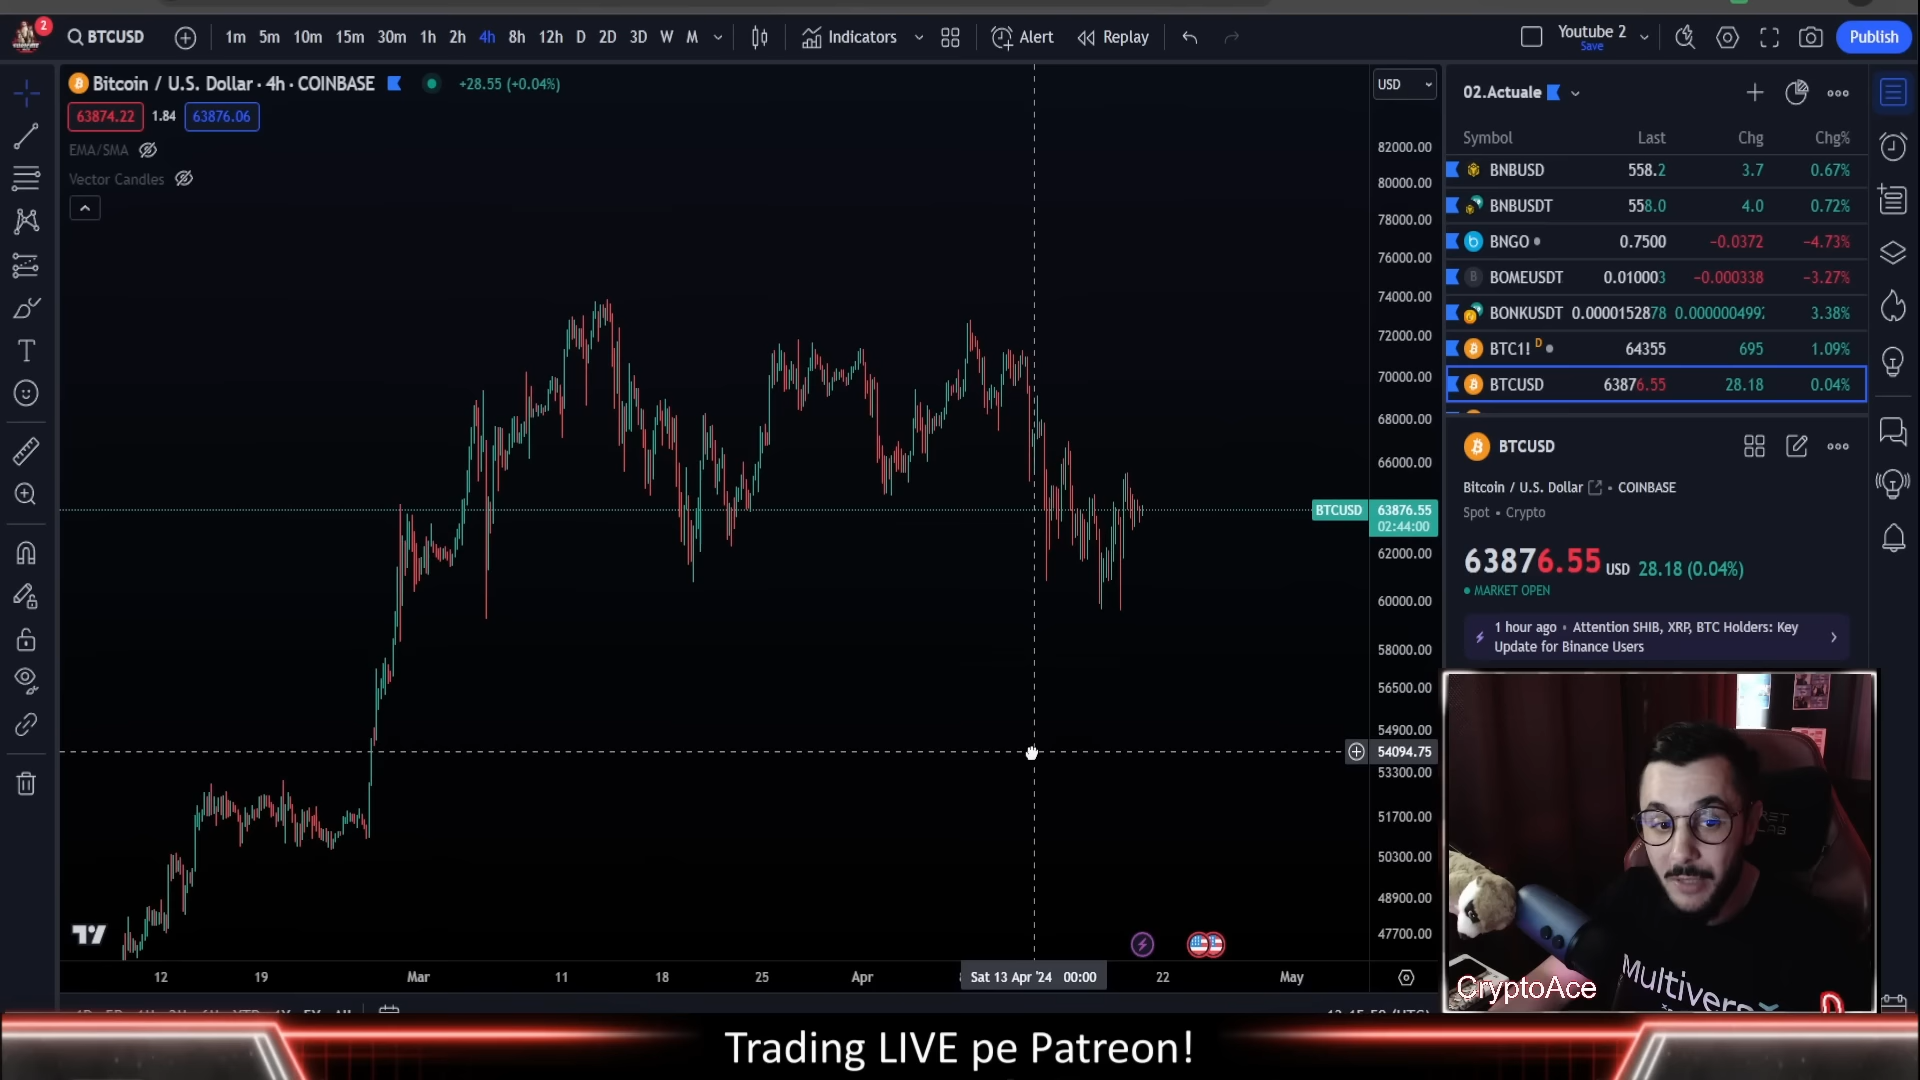 2
BTCUSD
1m 5m 10m 15m 30m 1h 2h 4h 8h 12h D 2D 3D W M
Indicators
Alert
Replay
Youtube 2
Save
Publish
Bitcoin / U.S. Dollar · 4h · COINBASE
+28.55 (+0.04%)
63874.22 1.84 63876.06
EMA/SMA
Vector Candles
USD
82000.00
80000.00
78000.00
76000.00
74000.00
72000.00
70000.00
68000.00
66000.00
BTCUSD 63876.55
02:44:00
62000.00
60000.00
58000.00
56500.00
54900.00
54094.75
53300.00
51700.00
50300.00
48900.00
47700.00
12 19 Mar 11 18 25 Apr Sat 13 Apr '24 00:00 22 May
02.Actuale
Symbol Last Chg Chg%
BNBUSD 558.2 3.7 0.67%
BNBUSDT 558.0 4.0 0.72%
BNGO 0.7500 −0.0372 −4.73%
BOMEUSDT 0.010003 −0.000338 −3.27%
BONKUSDT 0.0000152878 0.000000499 3.38%
BTC1! D 64355 695 1.09%
BTCUSD 63876.55 28.18 0.04%
BTCUSD
Bitcoin / U.S. Dollar • COINBASE
Spot • Crypto
63876.55 USD 28.18 (0.04%)
MARKET OPEN
1 hour ago • Attention SHIB, XRP, BTC Holders: Key
Update for Binance Users
CryptoAce
Trading LIVE pe Patreon!